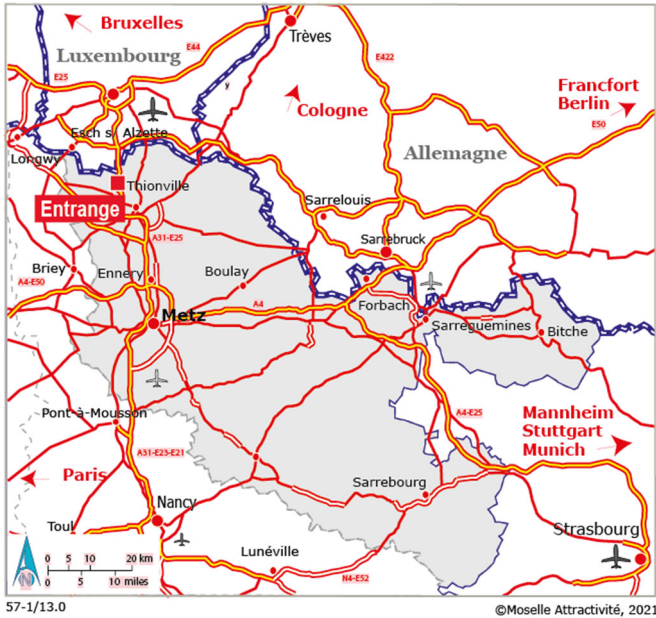 Bruxelles
E44
Trèves
Luxembourg
E422
E25
Cologne
Francfort
Berlin
E50
Esch s/ Alzette
Longwy
Allemagne
Thionville
Entrange
Sarrelouis
A31-E25
Sarrebruck
Briey
Ennery
Boulay
A4-E50
A4
Forbach
Metz
Sarreguemines
Bitche
Pont-à-Mousson
A4-E25
Mannheim
Stuttgart
Munich
A31-E23-E21
Paris
Sarrebourg
Nancy
Toul
Strasbourg
Lunéville
N4-E52
N
0 5 10 20 km
0 5 10 miles
57-1/13.0
©Moselle Attractivité, 2021